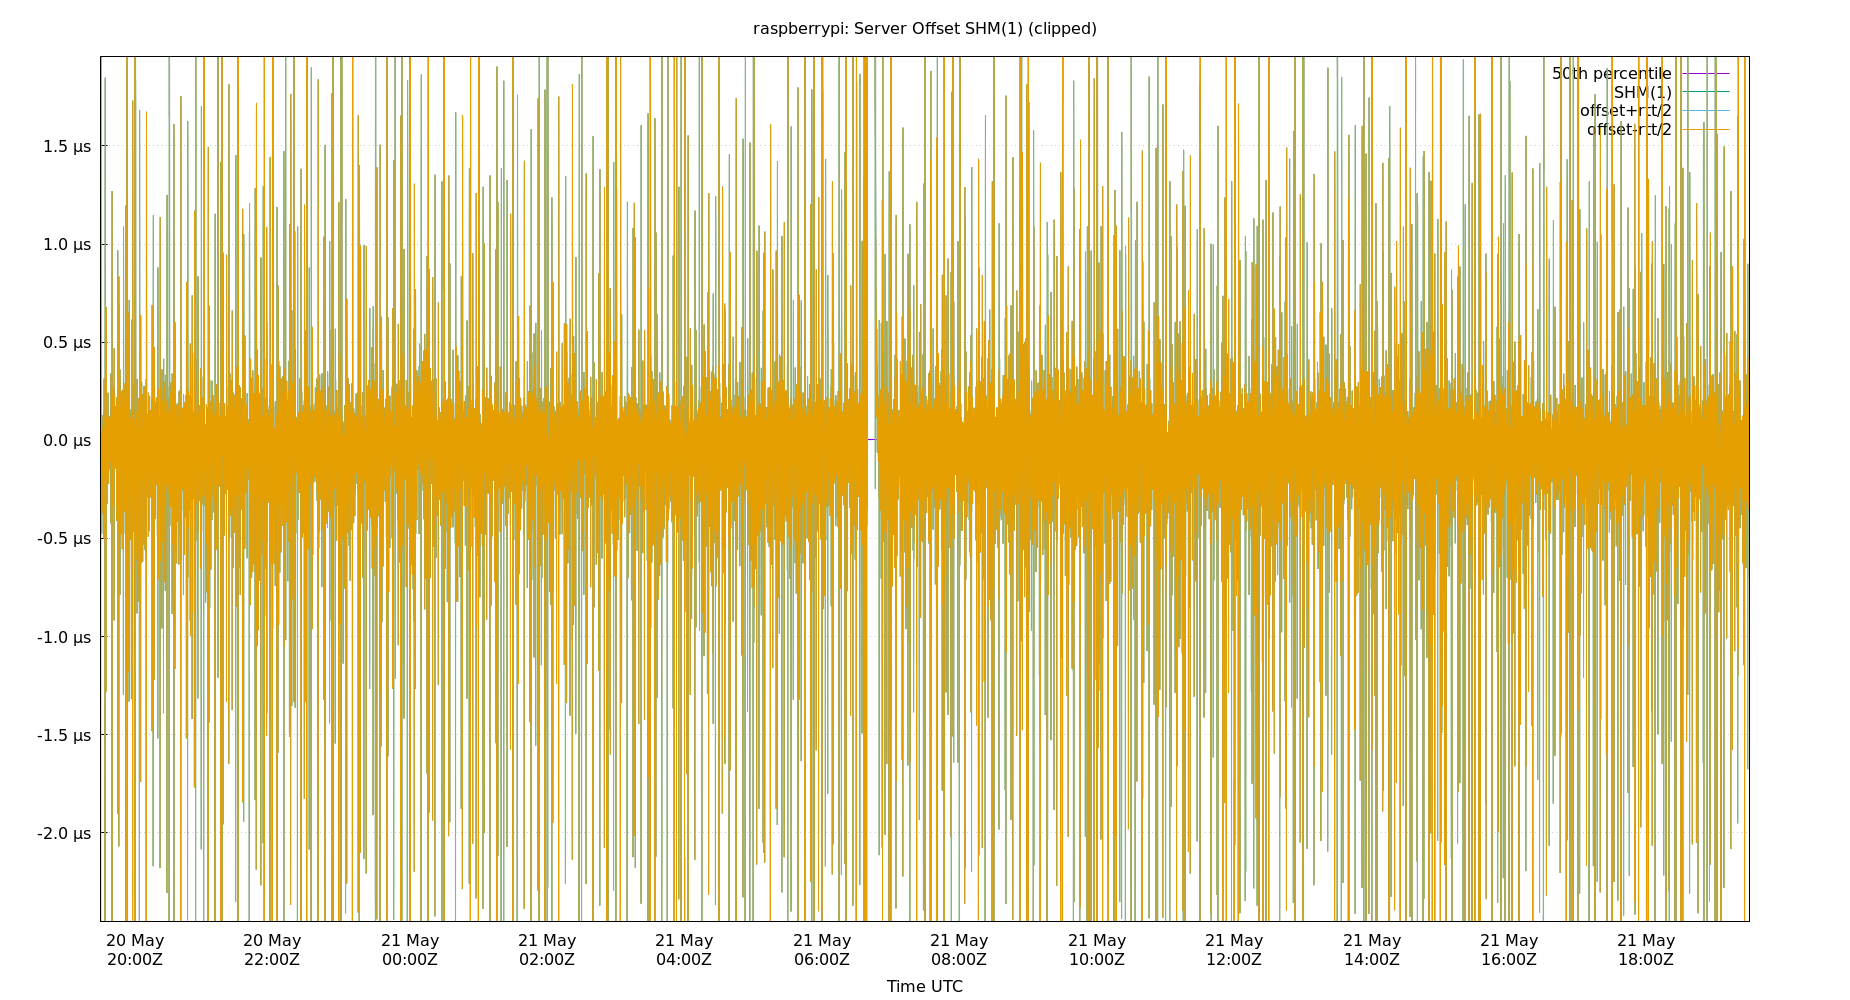 raspberrypi: Server Offset SHM(1) (clipped)
50th percentile
SHM(1)
offset+rtt/2
offset-rtt/2
1.5 µs
1.0 µs
0.5 µs
0.0 µs
-0.5 µs
-1.0 µs
-1.5 µs
-2.0 µs
20 May 20 May 21 May 21 May 21 May 21 May 21 May 21 May 21 May 21 May 21 May 21 May
20:00Z 22:00Z 00:00Z 02:00Z 04:00Z 06:00Z 08:00Z 10:00Z 12:00Z 14:00Z 16:00Z 18:00Z
Time UTC